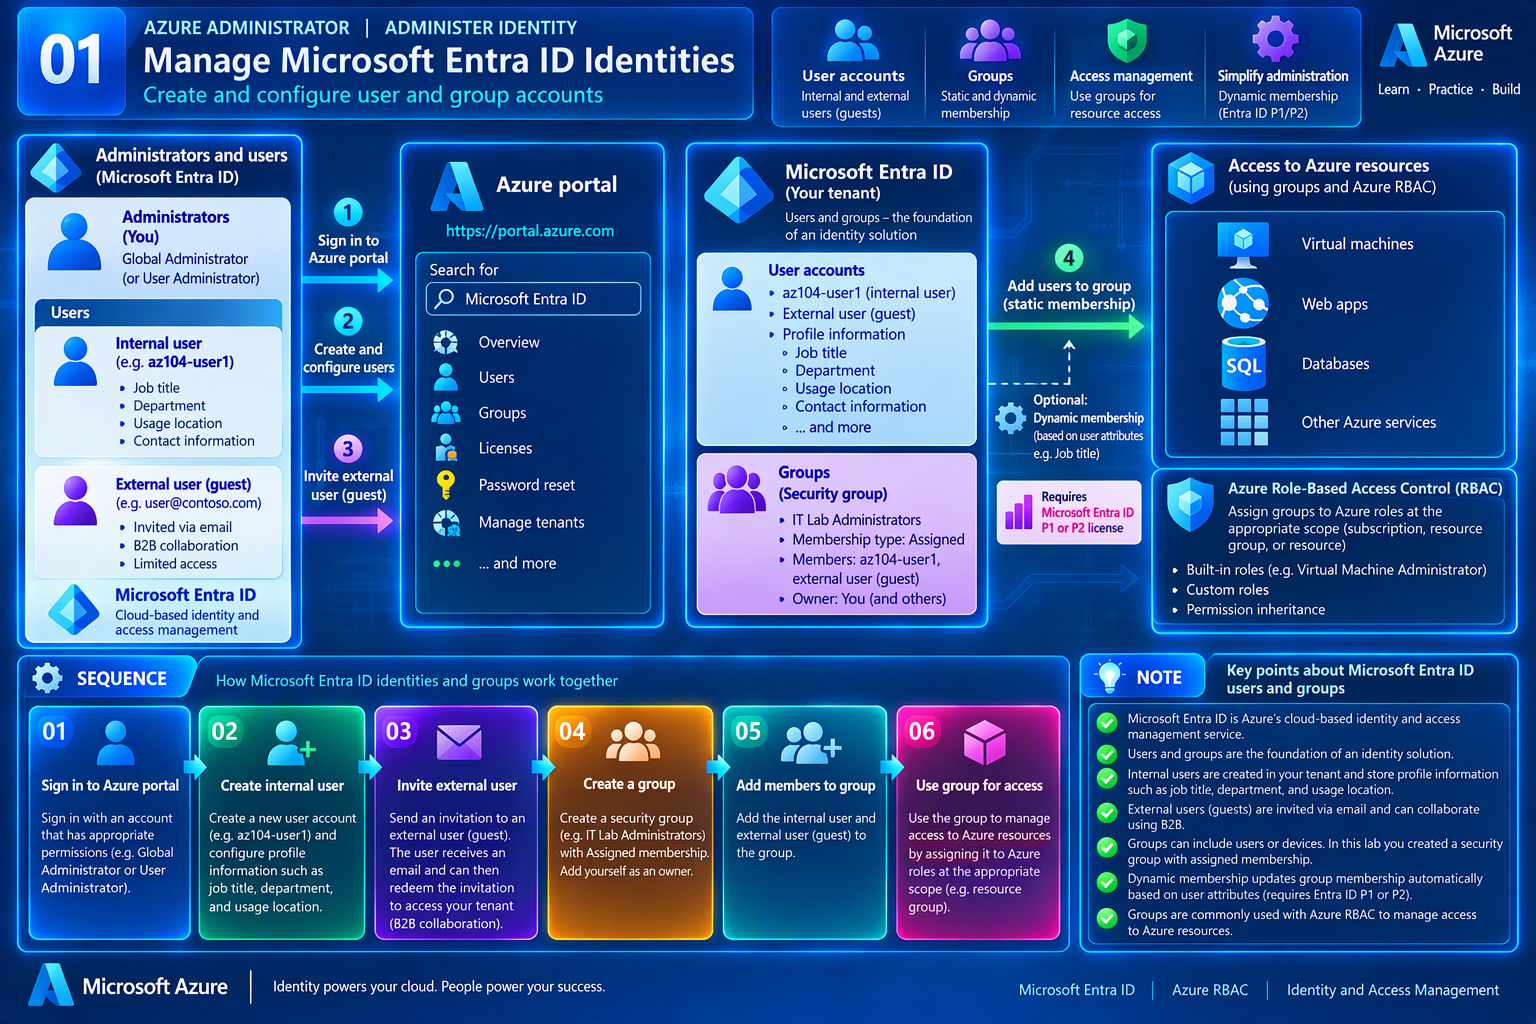 01
AZURE ADMINISTRATOR | ADMINISTER IDENTITY
Manage Microsoft Entra ID Identities
Create and configure user and group accounts
User accounts
Internal and external
users (guests)
Groups
Static and dynamic
membership
Access management
Use groups for
resource access
Simplify administration
Dynamic membership
(Entra ID P1/P2)
Microsoft
Azure
Learn · Practice · Build
Administrators and users
(Microsoft Entra ID)
Administrators
(You)
Global Administrator
(or User Administrator)
Users
Internal user
(e.g. az104-user1)
• Job title
• Department
• Usage location
• Contact information
External user (guest)
(e.g. user@contoso.com)
• Invited via email
• B2B collaboration
• Limited access
Microsoft Entra ID
Cloud-based identity and
access management
1
Sign in to
Azure portal
2
Create and
configure users
3
Invite external
user (guest)
Azure portal
https://portal.azure.com
Search for
Microsoft Entra ID
Overview
Users
Groups
Licenses
Password reset
Manage tenants
... and more
Microsoft Entra ID
(Your tenant)
Users and groups – the foundation
of an identity solution
User accounts
• az104-user1 (internal user)
• External user (guest)
• Profile information
◦ Job title
◦ Department
◦ Usage location
◦ Contact information
◦ ... and more
Groups
(Security group)
• IT Lab Administrators
• Membership type: Assigned
• Members: az104-user1,
external user (guest)
• Owner: You (and others)
4
Add users to group
(static membership)
Optional:
Dynamic membership
(based on user attributes
e.g. Job title)
Requires
Microsoft Entra ID
P1 or P2 license
Access to Azure resources
(using groups and Azure RBAC)
Virtual machines
Web apps
SQL
Databases
Other Azure services
Azure Role-Based Access Control (RBAC)
Assign groups to Azure roles at the
appropriate scope (subscription, resource
group, or resource)
• Built-in roles (e.g. Virtual Machine Administrator)
• Custom roles
• Permission inheritance
SEQUENCE
How Microsoft Entra ID identities and groups work together
01
Sign in to Azure portal
Sign in with an account
that has appropriate
permissions (e.g. Global
Administrator or User
Administrator).
02
Create internal user
Create a new user account
(e.g. az104-user1) and
configure profile
information such as
job title, department,
and usage location.
03
Invite external user
Send an invitation to an
external user (guest).
The user receives an
email and can then
redeem the invitation
to access your tenant
(B2B collaboration).
04
Create a group
Create a security group
(e.g. IT Lab Administrators)
with Assigned membership.
Add yourself as an owner.
05
Add members to group
Add the internal user and
external user (guest) to
the group.
06
Use group for access
Use the group to manage
access to Azure resources
by assigning it to Azure
roles at the appropriate
scope (e.g. resource
group).
NOTE
Key points about Microsoft Entra ID
users and groups
Microsoft Entra ID is Azure's cloud-based identity and access
management service.
Users and groups are the foundation of an identity solution.
Internal users are created in your tenant and store profile information
such as job title, department, and usage location.
External users (guests) are invited via email and can collaborate
using B2B.
Groups can include users or devices. In this lab you created a security
group with assigned membership.
Dynamic membership updates group membership automatically
based on user attributes (requires Entra ID P1 or P2).
Groups are commonly used with Azure RBAC to manage access
to Azure resources.
Microsoft Azure
Identity powers your cloud. People power your success.
Microsoft Entra ID | Azure RBAC | Identity and Access Management